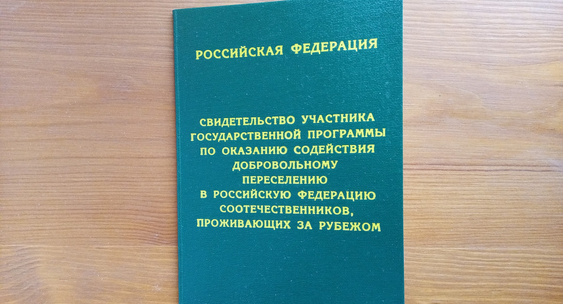 РОССИЙСКАЯ ФЕДЕРАЦИЯ
СВИДЕТЕЛЬСТВО УЧАСТНИКА
ГОСУДАРСТВЕННОЙ ПРОГРАММЫ
ПО ОКАЗАНИЮ СОДЕЙСТВИЯ
ДОБРОВОЛЬНОМУ
ПЕРЕСЕЛЕНИЮ
В РОССИЙСКУЮ ФЕДЕРАЦИЮ
СООТЕЧЕСТВЕННИКОВ,
ПРОЖИВАЮЩИХ ЗА РУБЕЖОМ